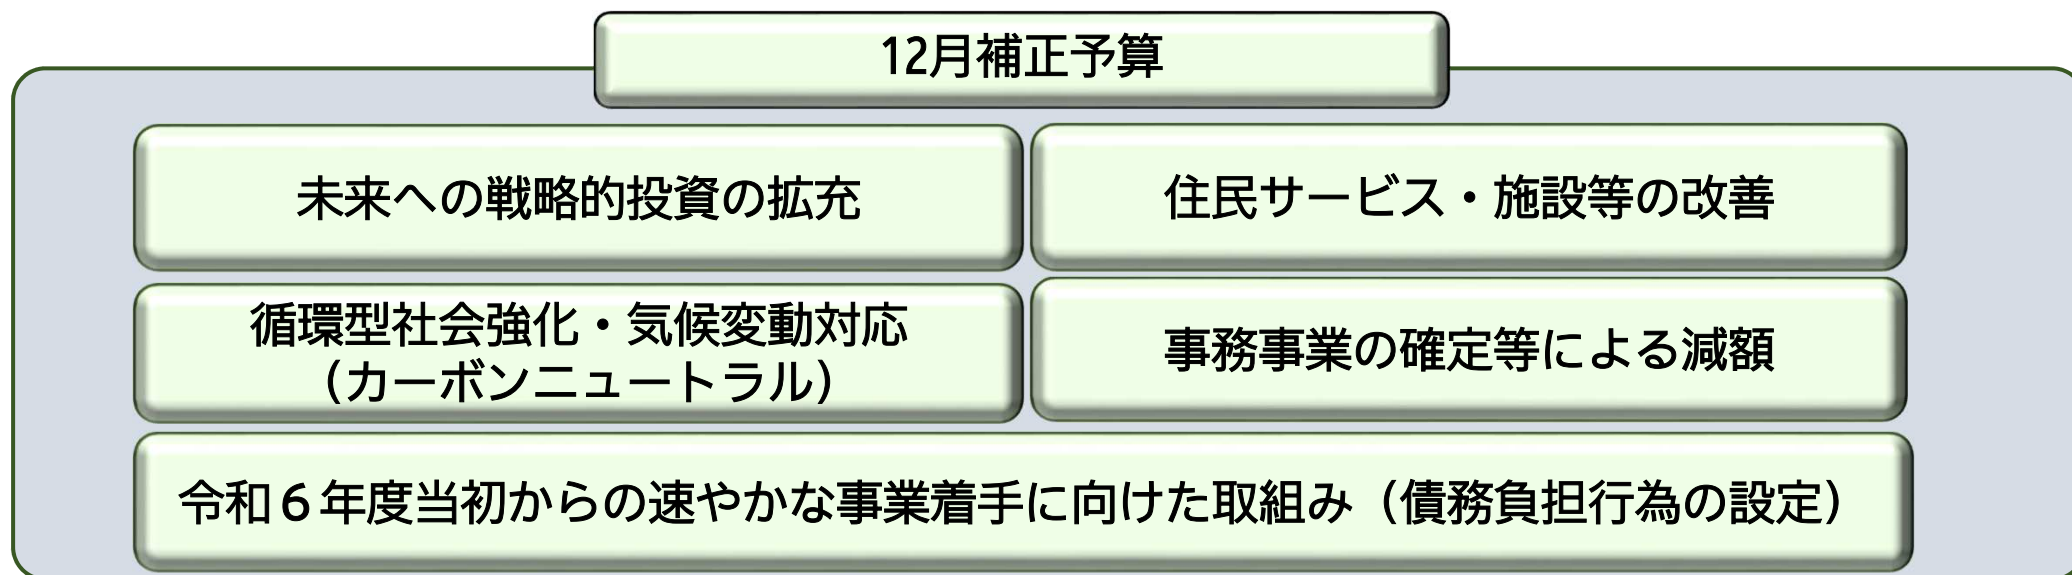 12月補正予算
未来への戦略的投資の拡充
住民サービス・施設等の改善
循環型社会強化・気候変動対応
（カーボンニュートラル）
事務事業の確定等による減額
令和６年度当初からの速やかな事業着手に向けた取組み（債務負担行為の設定）